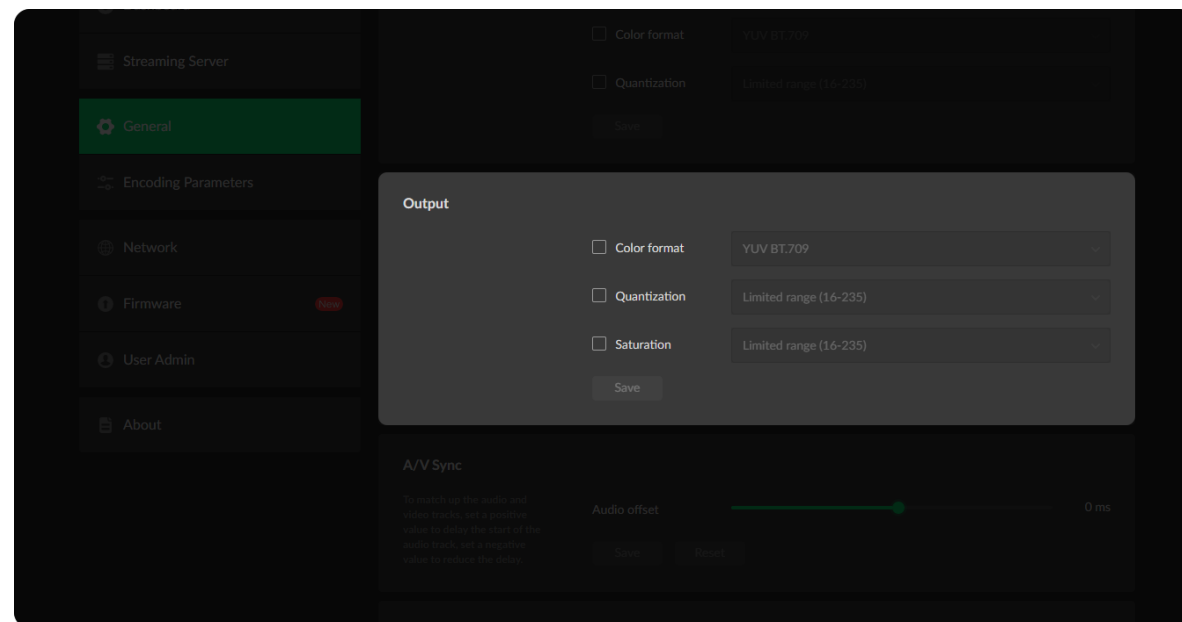 Streaming Server
General
Encoding Parameters
Network
Firmware New
User Admin
About
Color format YUV BT.709
Quantization Limited range (16-235)
Save
Output
Color format YUV BT.709
Quantization Limited range (16-235)
Saturation Limited range (16-235)
Save
A/V Sync
To match up the audio and
video tracks, set a positive
value to delay the start of the
audio track, set a negative
value to reduce the delay
Audio offset 0 ms
Save Reset